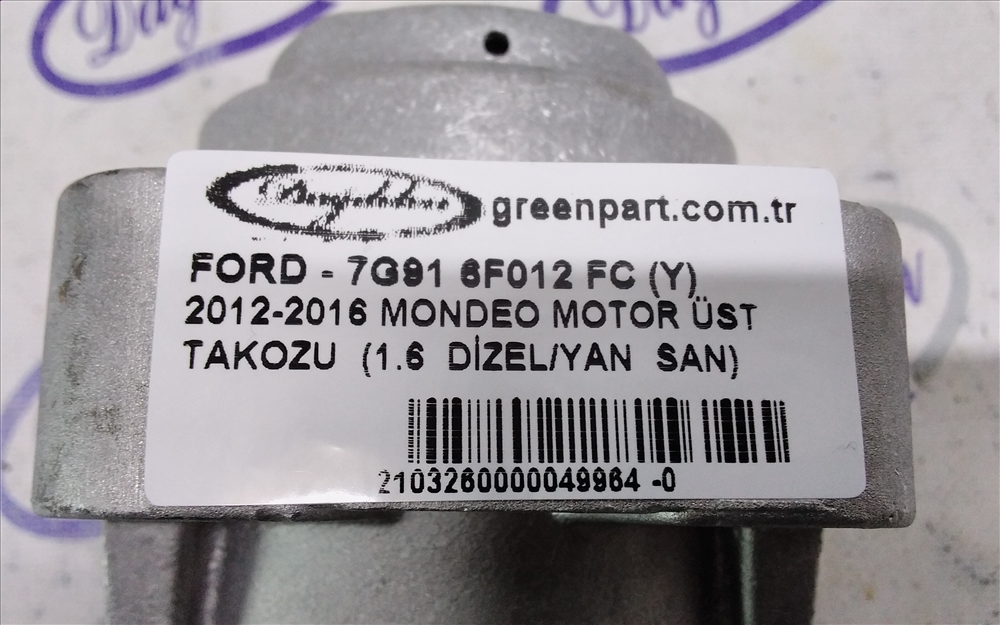 Dağ
greenpart.com.tr
FORD - 7G91 6F012 FC (Y)
2012-2016 MONDEO MOTOR ÜST
TAKOZU (1.6 DİZEL/YAN SAN)
2103260000049964 -0